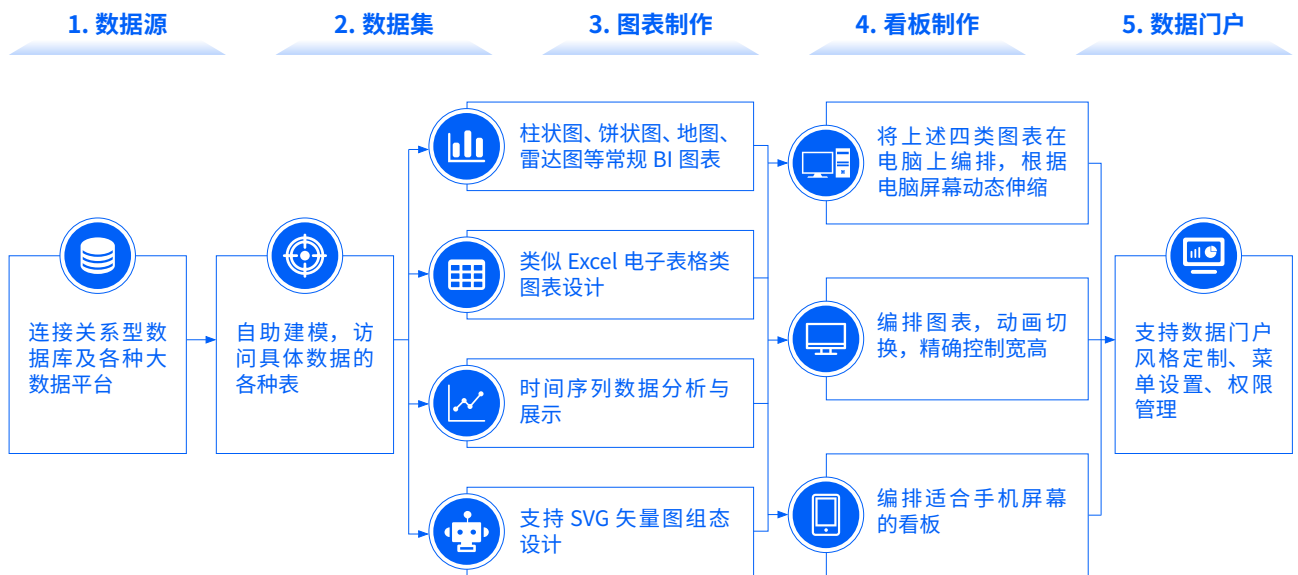 1. 数据源
2. 数据集
3. 图表制作
4. 看板制作
5. 数据门户
连接关系型数
据库及各种大
数据平台
自助建模，访
问具体数据的
各种表
柱状图、饼状图、地图、
雷达图等常规 BI 图表
类似 Excel 电子表格类
图表设计
时间序列数据分析与
展示
支持 SVG 矢量图组态
设计
将上述四类图表在
电脑上编排，根据
电脑屏幕动态伸缩
编排图表，动画切
换，精确控制宽高
编排适合手机屏幕
的看板
支持数据门户
风格定制、菜
单设置、权限
管理